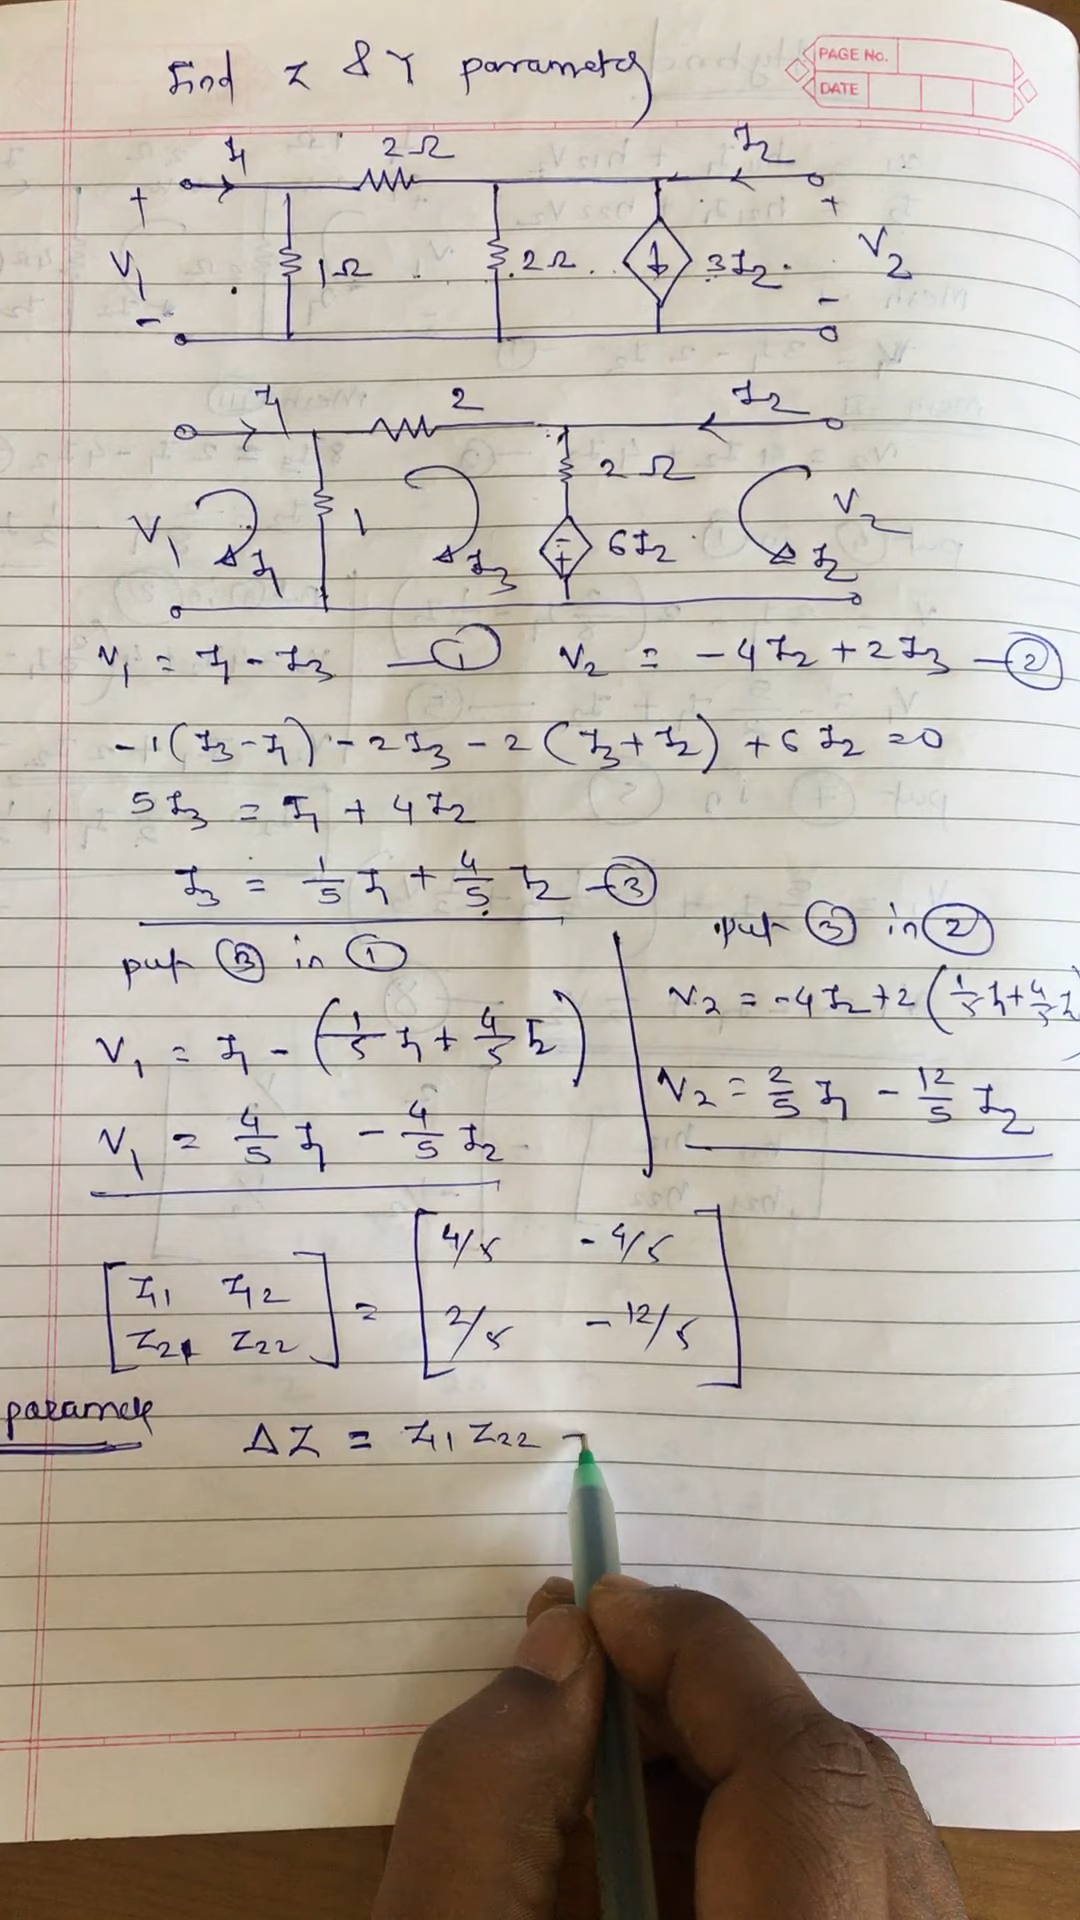 Find Z & Y parameters
PAGE No.
DATE
I1 2Ω I2
+ +
V1 1Ω 2Ω 3I2 V2
- -
I1 2 I2
2Ω
V1 I1 1 I3 - + 6I2 I2 V2
V1 = I1 - I3 —① V2 = -4I2 + 2I3 —②
-1(I3-I1) - 2I3 - 2(I3+I2) + 6I2 = 0
5I3 = I1 + 4I2
I3 = 1/5 I1 + 4/5 I2 —③
put ③ in ①
V1 = I1 - (1/5 I1 + 4/5 I2)
V1 = 4/5 I1 - 4/5 I2
put ③ in ②
V2 = -4I2 + 2(1/5 I1 + 4/5 I
V2 = 2/5 I1 - 12/5 I2
[Z11 Z12 Z21 Z22] = [4/5 -4/5 2/5 -12/5]
ΔZ = Z11 Z22 -